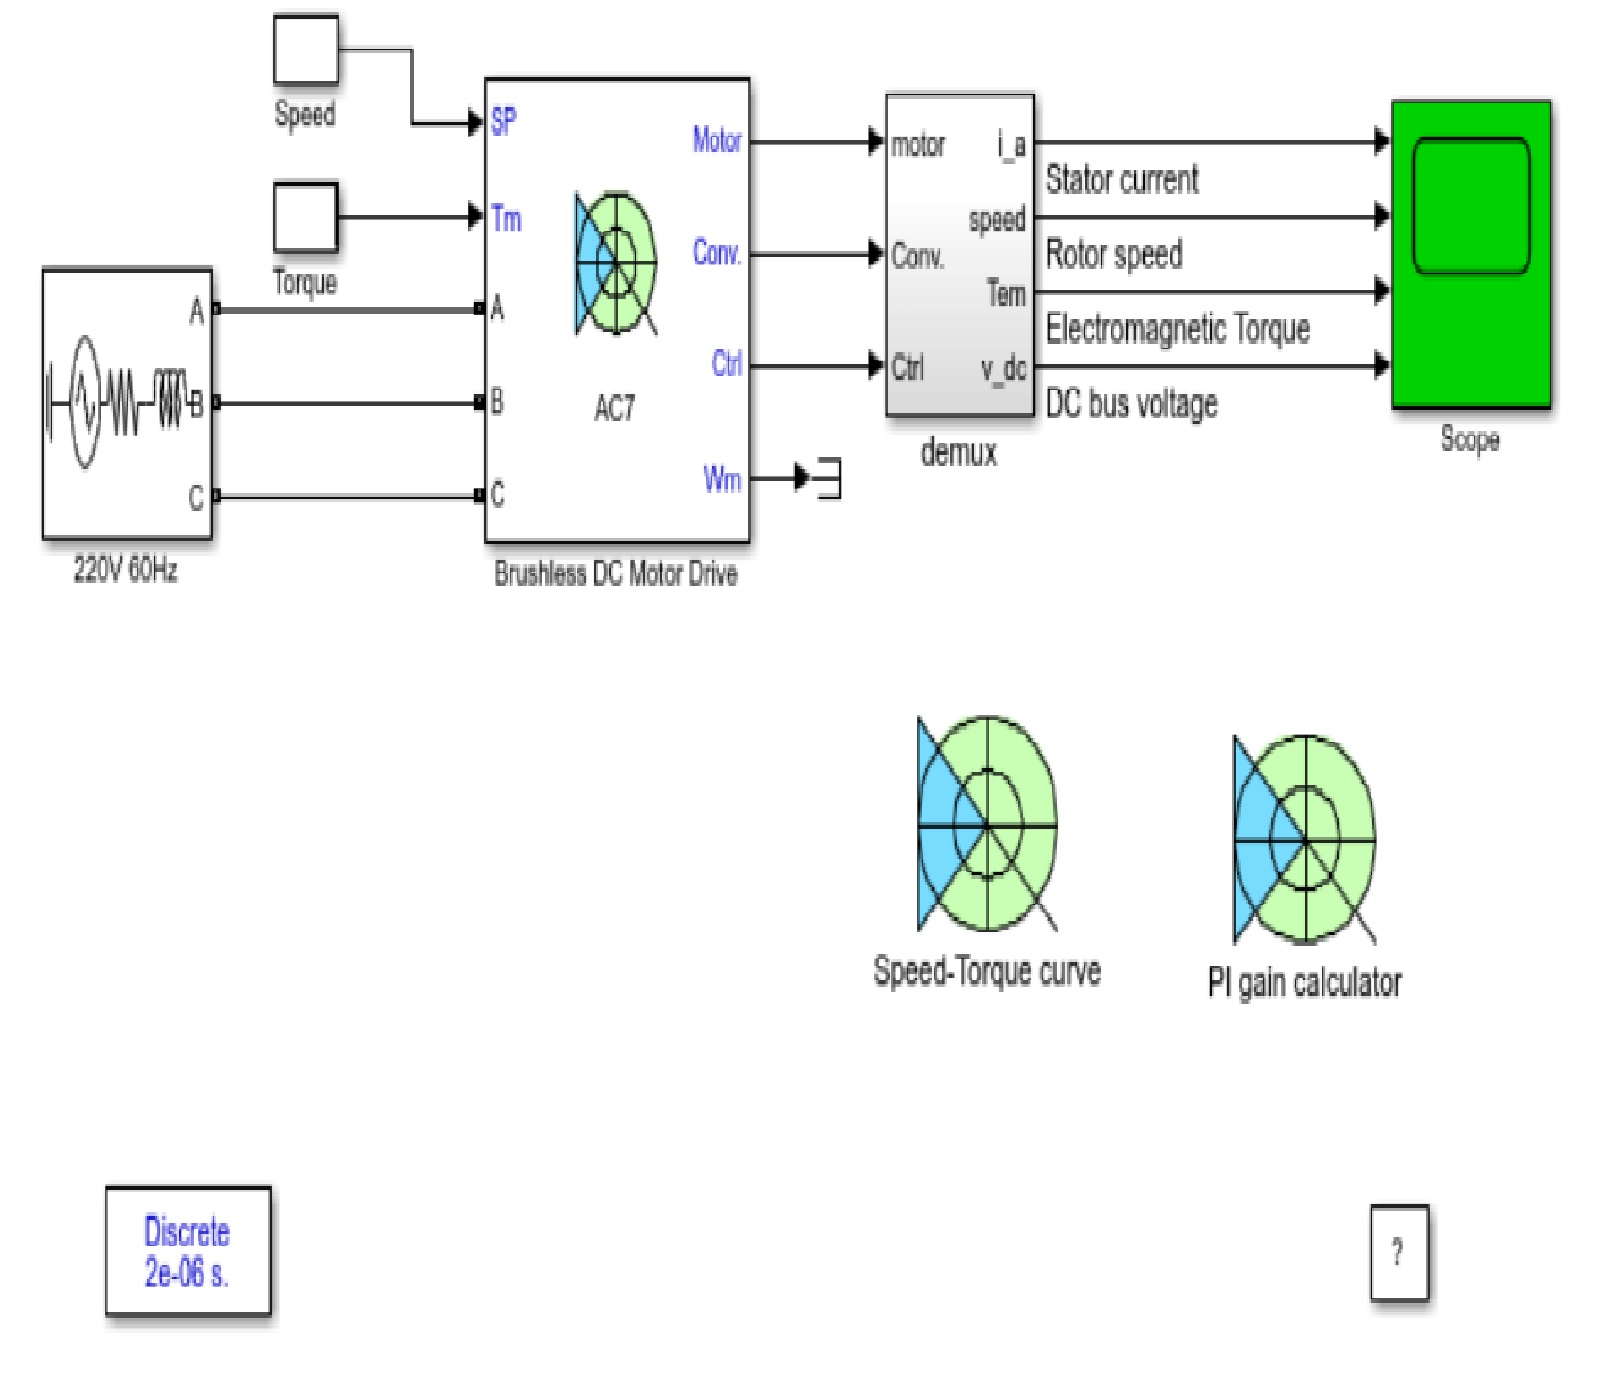 Speed
SP
Motor
motor
i_a
Stator current
Tm
speed
Torque
Conv.
Conv.
Rotor speed
A
A
Tem
Electromagnetic Torque
Ctrl
Ctrl
v_dc
B
B
AC7
DC bus voltage
demux
Scope
C
C
Wm
220V 60Hz
Brushless DC Motor Drive
Speed-Torque curve
PI gain calculator
Discrete
2e-06 s.
?